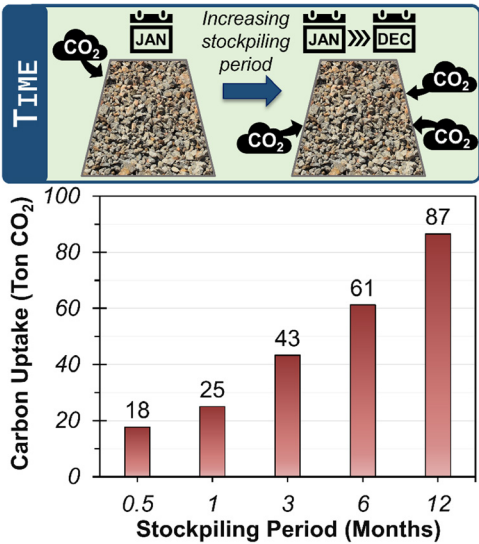 TIME
CO2
JAN
Increasing
stockpiling
period
JAN
DEC
CO2
CO2
CO2
Carbon Uptake (Ton CO2)
100
80
60
40
20
0
18
25
43
61
87
0.5
1
3
6
12
Stockpiling Period (Months)